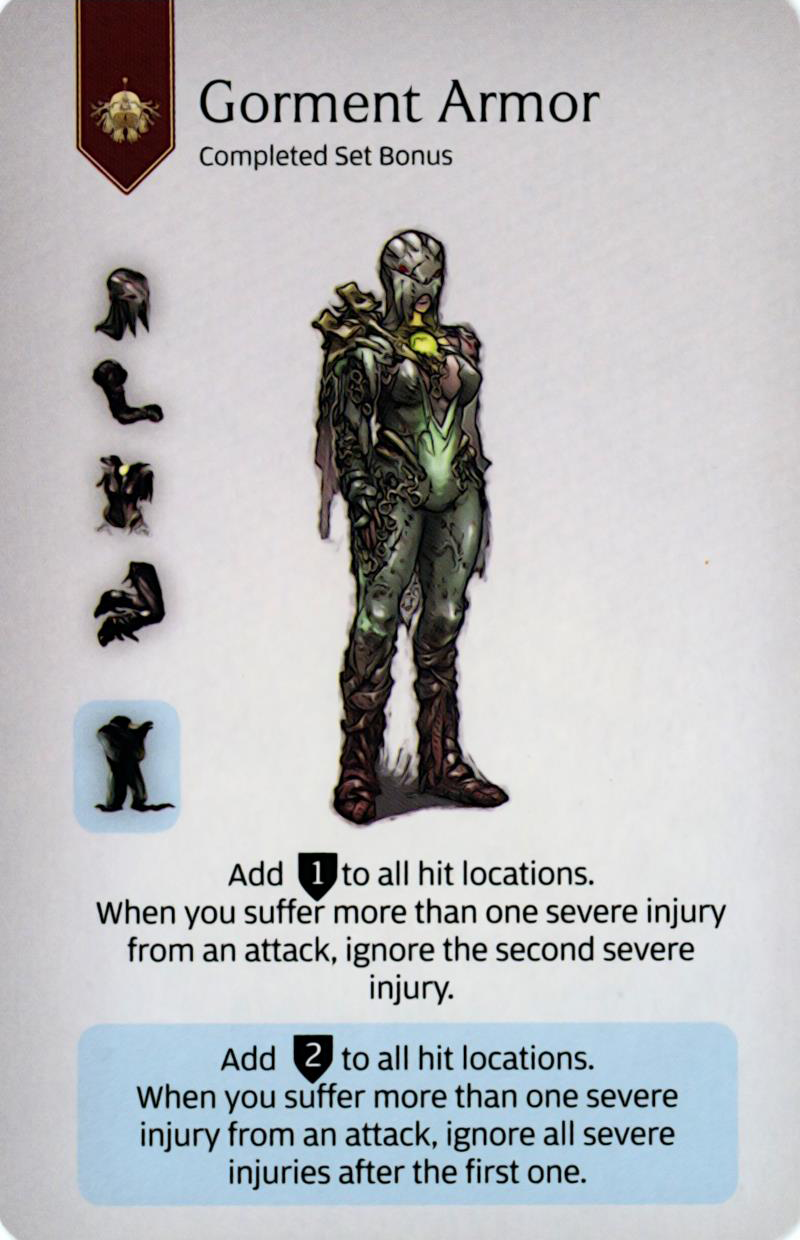 Gorment Armor
Completed Set Bonus
Add 1 to all hit locations.
When you suffer more than one severe injury
from an attack, ignore the second severe
injury.
Add 2 to all hit locations.
When you suffer more than one severe
injury from an attack, ignore all severe
injuries after the first one.